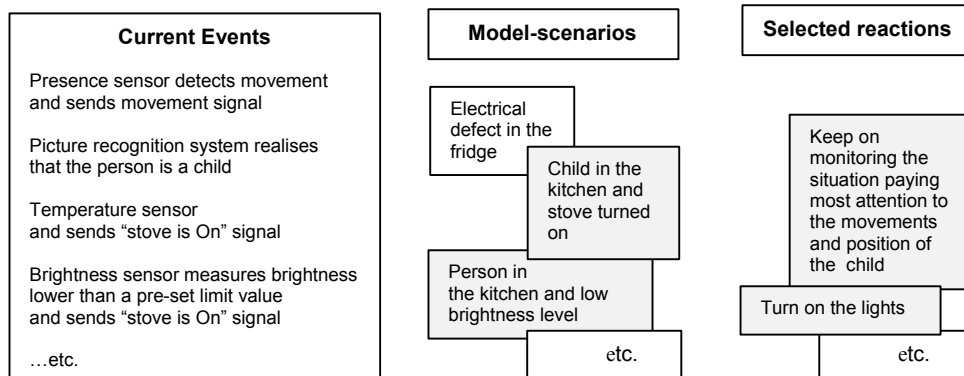 Current Events
Presence sensor detects movement
and sends movement signal
Picture recognition system realises
that the person is a child
Temperature sensor
and sends “stove is On” signal
Brightness sensor measures brightness
lower than a pre-set limit value
and sends “stove is On” signal
…etc.
Model-scenarios
Electrical
defect in the
fridge
Child in the
kitchen and
stove turned
on
Person in
the kitchen and low
brightness level
etc.
Selected reactions
Keep on
monitoring the
situation paying
most attention to
the movements
and position of
the child
Turn on the lights
etc.